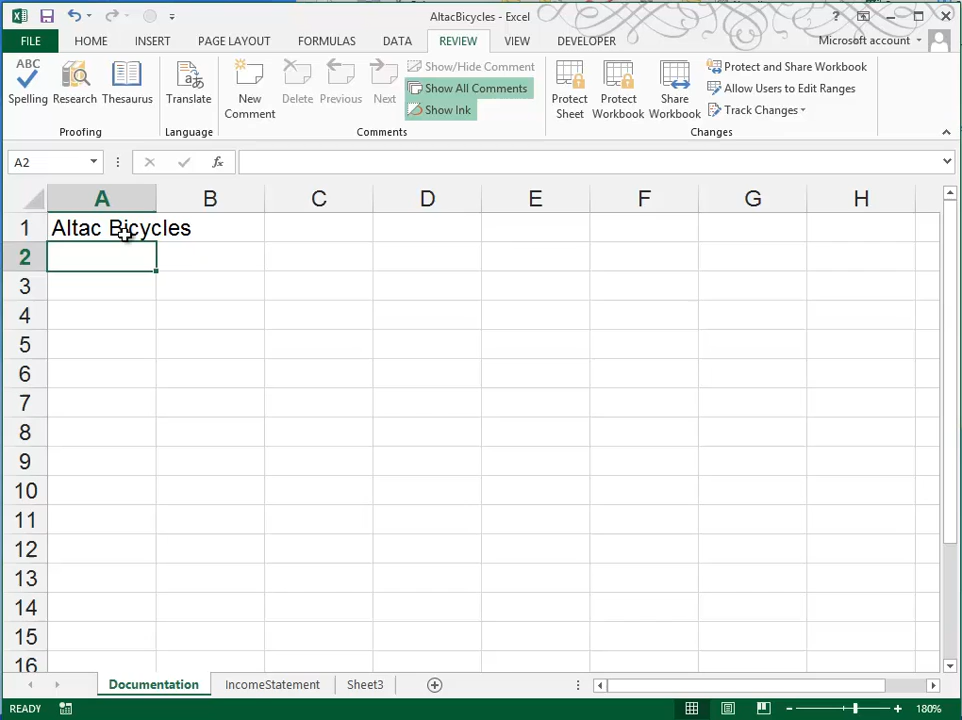 AltacBicycles - Excel
?
FILE HOME INSERT PAGE LAYOUT FORMULAS DATA REVIEW VIEW DEVELOPER Microsoft account
ABC
Spelling Research Thesaurus
Proofing
Translate
Language
New Comment
Delete Previous Next
Show/Hide Comment
Show All Comments
Show Ink
Comments
Protect Sheet
Protect Workbook
Share Workbook
Protect and Share Workbook
Allow Users to Edit Ranges
Track Changes
Changes
A2 fx
A B C D E F G H
1 Altac Bicycles
2
3
4
5
6
7
8
9
10
11
12
13
14
15
16
Documentation IncomeStatement Sheet3
READY 180%